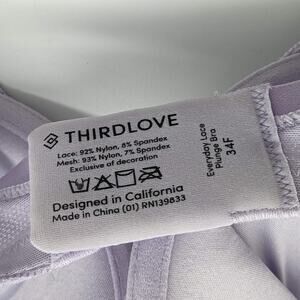 THIRDLOVE
Lace: 92% Nylon, 8% Spandex
Mesh: 93% Nylon, 7% Spandex
Exclusive of decoration
Designed in California
Made in China (01) RN139833
Everyday Lace
Plunge Bra
34F